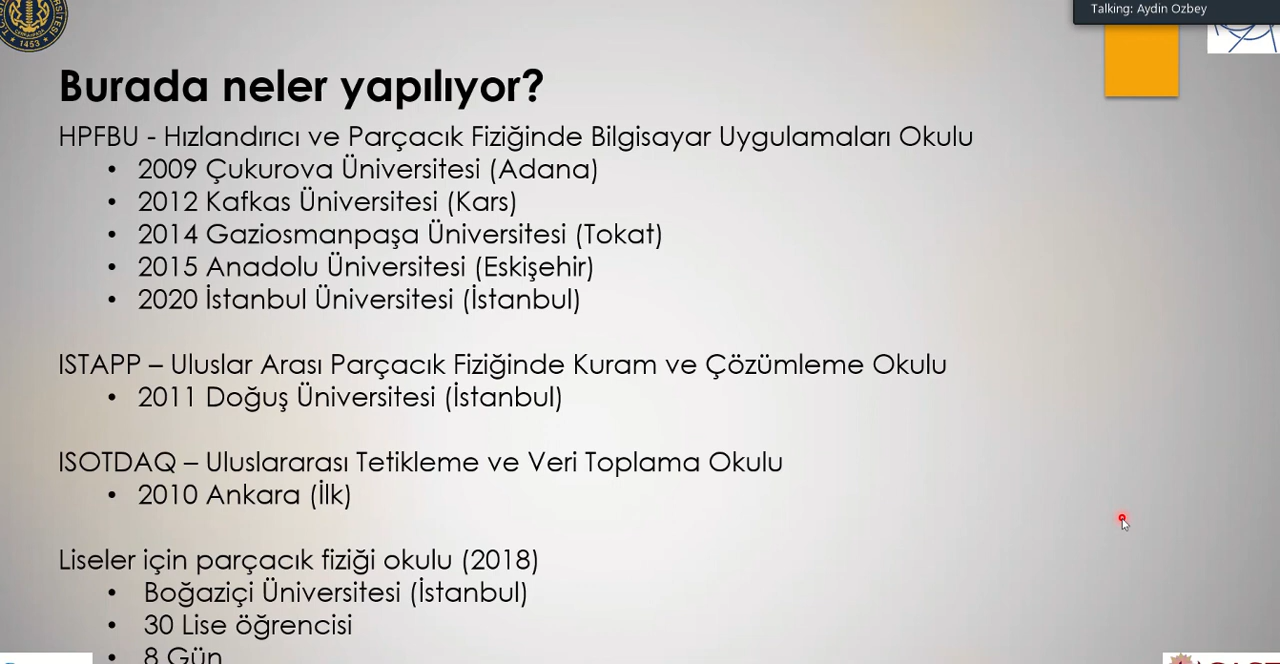 Talking: Aydin Ozbey
1453
Burada neler yapılıyor?
HPFBU - Hızlandırıcı ve Parçacık Fiziğinde Bilgisayar Uygulamaları Okulu
• 2009 Çukurova Üniversitesi (Adana)
• 2012 Kafkas Üniversitesi (Kars)
• 2014 Gaziosmanpaşa Üniversitesi (Tokat)
• 2015 Anadolu Üniversitesi (Eskişehir)
• 2020 İstanbul Üniversitesi (İstanbul)
ISTAPP – Uluslar Arası Parçacık Fiziğinde Kuram ve Çözümleme Okulu
• 2011 Doğuş Üniversitesi (İstanbul)
ISOTDAQ – Uluslararası Tetikleme ve Veri Toplama Okulu
• 2010 Ankara (İlk)
Liseler için parçacık fiziği okulu (2018)
• Boğaziçi Üniversitesi (İstanbul)
• 30 Lise öğrencisi
• 8 Gün